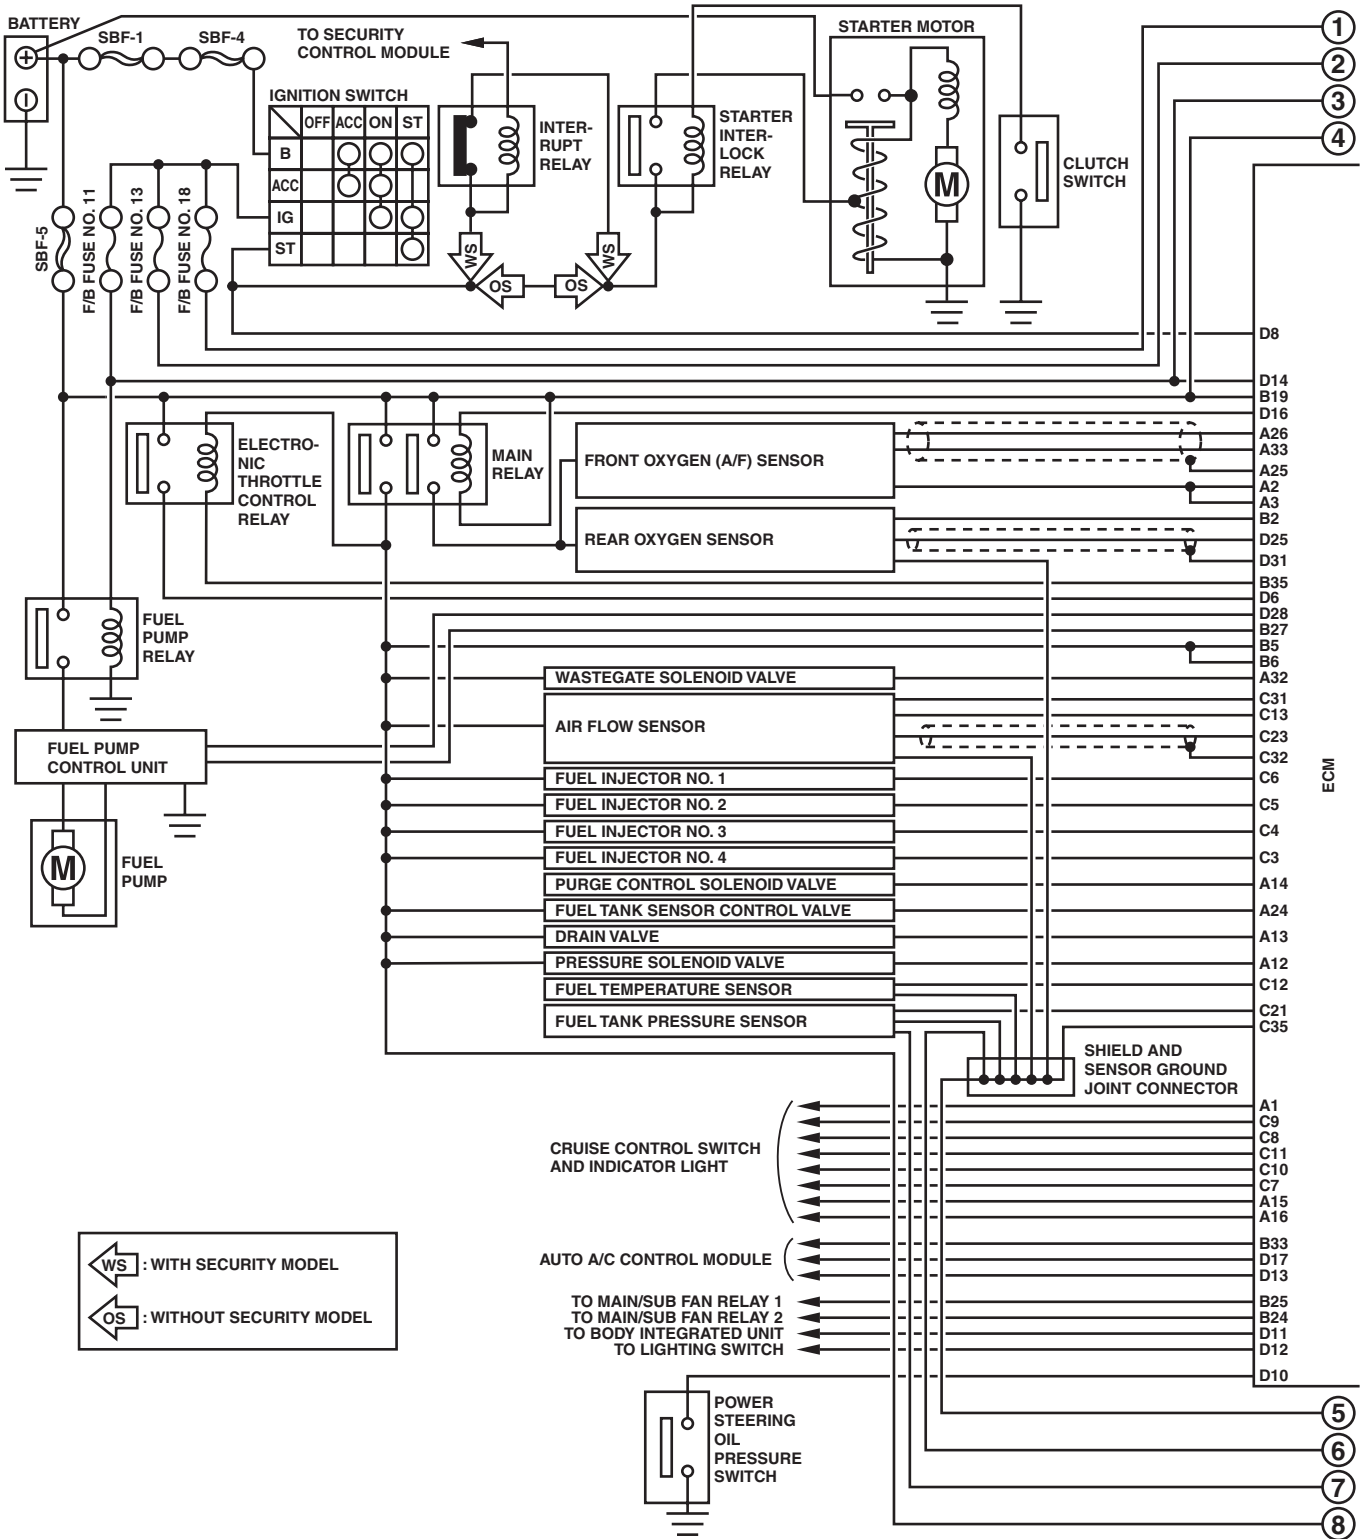 BATTERY
SBF-1
SBF-4
TO SECURITY
CONTROL MODULE
STARTER MOTOR
1
2
3
4
IGNITION SWITCH
OFF ACC ON ST
B
ACC
IG
ST
INTER-
RUPT
RELAY
STARTER
INTER-
LOCK
RELAY
M
CLUTCH
SWITCH
SBF-5
F/B FUSE NO. 11
F/B FUSE NO. 13
F/B FUSE NO. 18
WS
OS
OS
WS
D8
D14
B19
D16
A26
A33
A25
A2
A3
B2
D25
D31
B35
D6
D28
B27
B5
B6
A32
C31
C13
C23
C32
C6
C5
C4
C3
A14
A24
A13
A12
C12
C21
C35
ECM
ELECTRO-
NIC
THROTTLE
CONTROL
RELAY
MAIN
RELAY
FRONT OXYGEN (A/F) SENSOR
REAR OXYGEN SENSOR
FUEL
PUMP
RELAY
FUEL PUMP
CONTROL UNIT
M
FUEL
PUMP
WASTEGATE SOLENOID VALVE
AIR FLOW SENSOR
FUEL INJECTOR NO. 1
FUEL INJECTOR NO. 2
FUEL INJECTOR NO. 3
FUEL INJECTOR NO. 4
PURGE CONTROL SOLENOID VALVE
FUEL TANK SENSOR CONTROL VALVE
DRAIN VALVE
PRESSURE SOLENOID VALVE
FUEL TEMPERATURE SENSOR
FUEL TANK PRESSURE SENSOR
SHIELD AND
SENSOR GROUND
JOINT CONNECTOR
CRUISE CONTROL SWITCH
AND INDICATOR LIGHT
A1
C9
C8
C11
C10
C7
A15
A16
AUTO A/C CONTROL MODULE
B33
D17
D13
TO MAIN/SUB FAN RELAY 1
TO MAIN/SUB FAN RELAY 2
TO BODY INTEGRATED UNIT
TO LIGHTING SWITCH
B25
B24
D11
D12
D10
WS : WITH SECURITY MODEL
OS : WITHOUT SECURITY MODEL
POWER
STEERING
OIL
PRESSURE
SWITCH
5
6
7
8